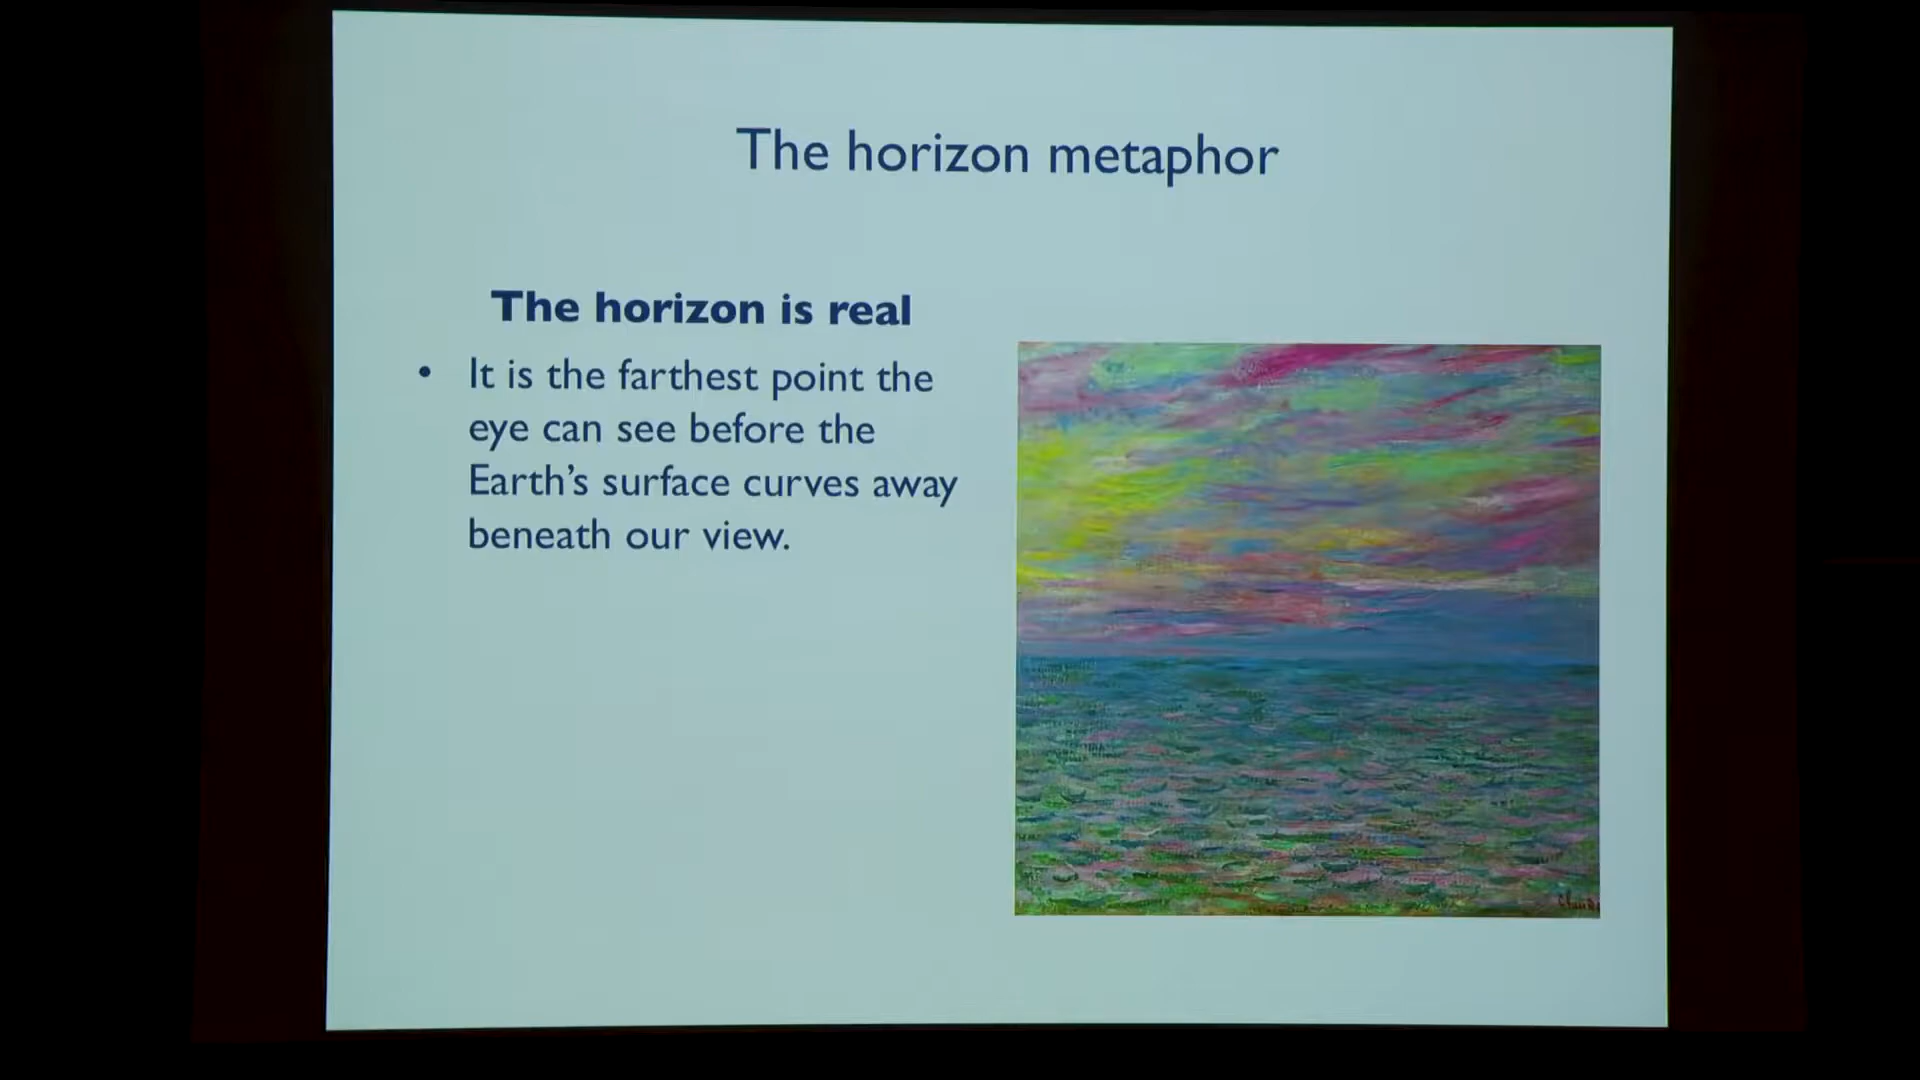 The horizon metaphor
The horizon is real
• It is the farthest point the
eye can see before the
Earth's surface curves away
beneath our view.
Claude